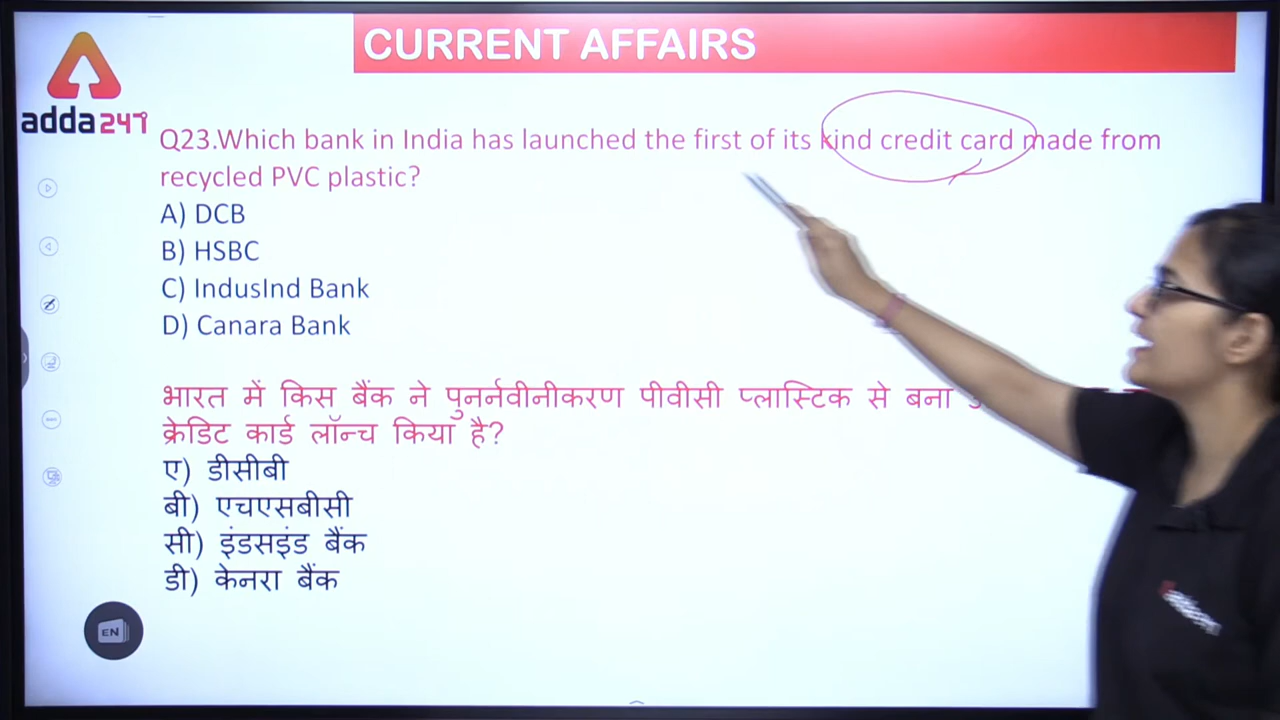 CURRENT AFFAIRS
adda247
Q23.Which bank in India has launched the first of its kind credit card made from
recycled PVC plastic?
A) DCB
B) HSBC
C) IndusInd Bank
D) Canara Bank
भारत में किस बैंक ने पुनर्नवीनीकरण पीवीसी प्लास्टिक से बना
क्रेडिट कार्ड लॉन्च किया है?
ए) डीसीबी
बी) एचएसबीसी
सी) इंडसइंड बैंक
डी) केनरा बैंक
EN